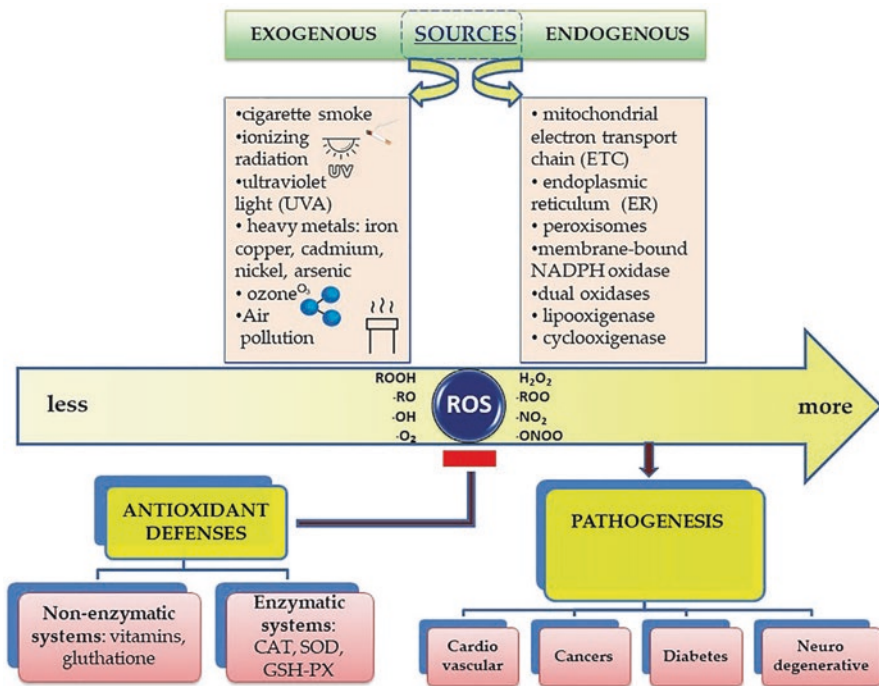 EXOGENOUS SOURCES ENDOGENOUS
•cigarette smoke
•ionizing
radiation
UV
•ultraviolet
light (UVA)
• heavy metals: iron
copper, cadmium,
nickel, arsenic
• ozone O₃
•Air
pollution
• mitochondrial
electron transport
chain (ETC)
• endoplasmic
reticulum (ER)
• peroxisomes
•membrane-bound
NADPH oxidase
•dual oxidases
• lipooxigenase
• cyclooxigenase
less
ROOH
·RO
·OH
·O₂
ROS
H₂O₂
·ROO
·NO₂
·ONOO
more
ANTIOXIDANT
DEFENSES
PATHOGENESIS
Non-enzymatic
systems: vitamins,
gluthatione
Enzymatic
systems:
CAT, SOD,
GSH-PX
Cardio
vascular
Cancers
Diabetes
Neuro
degenerative